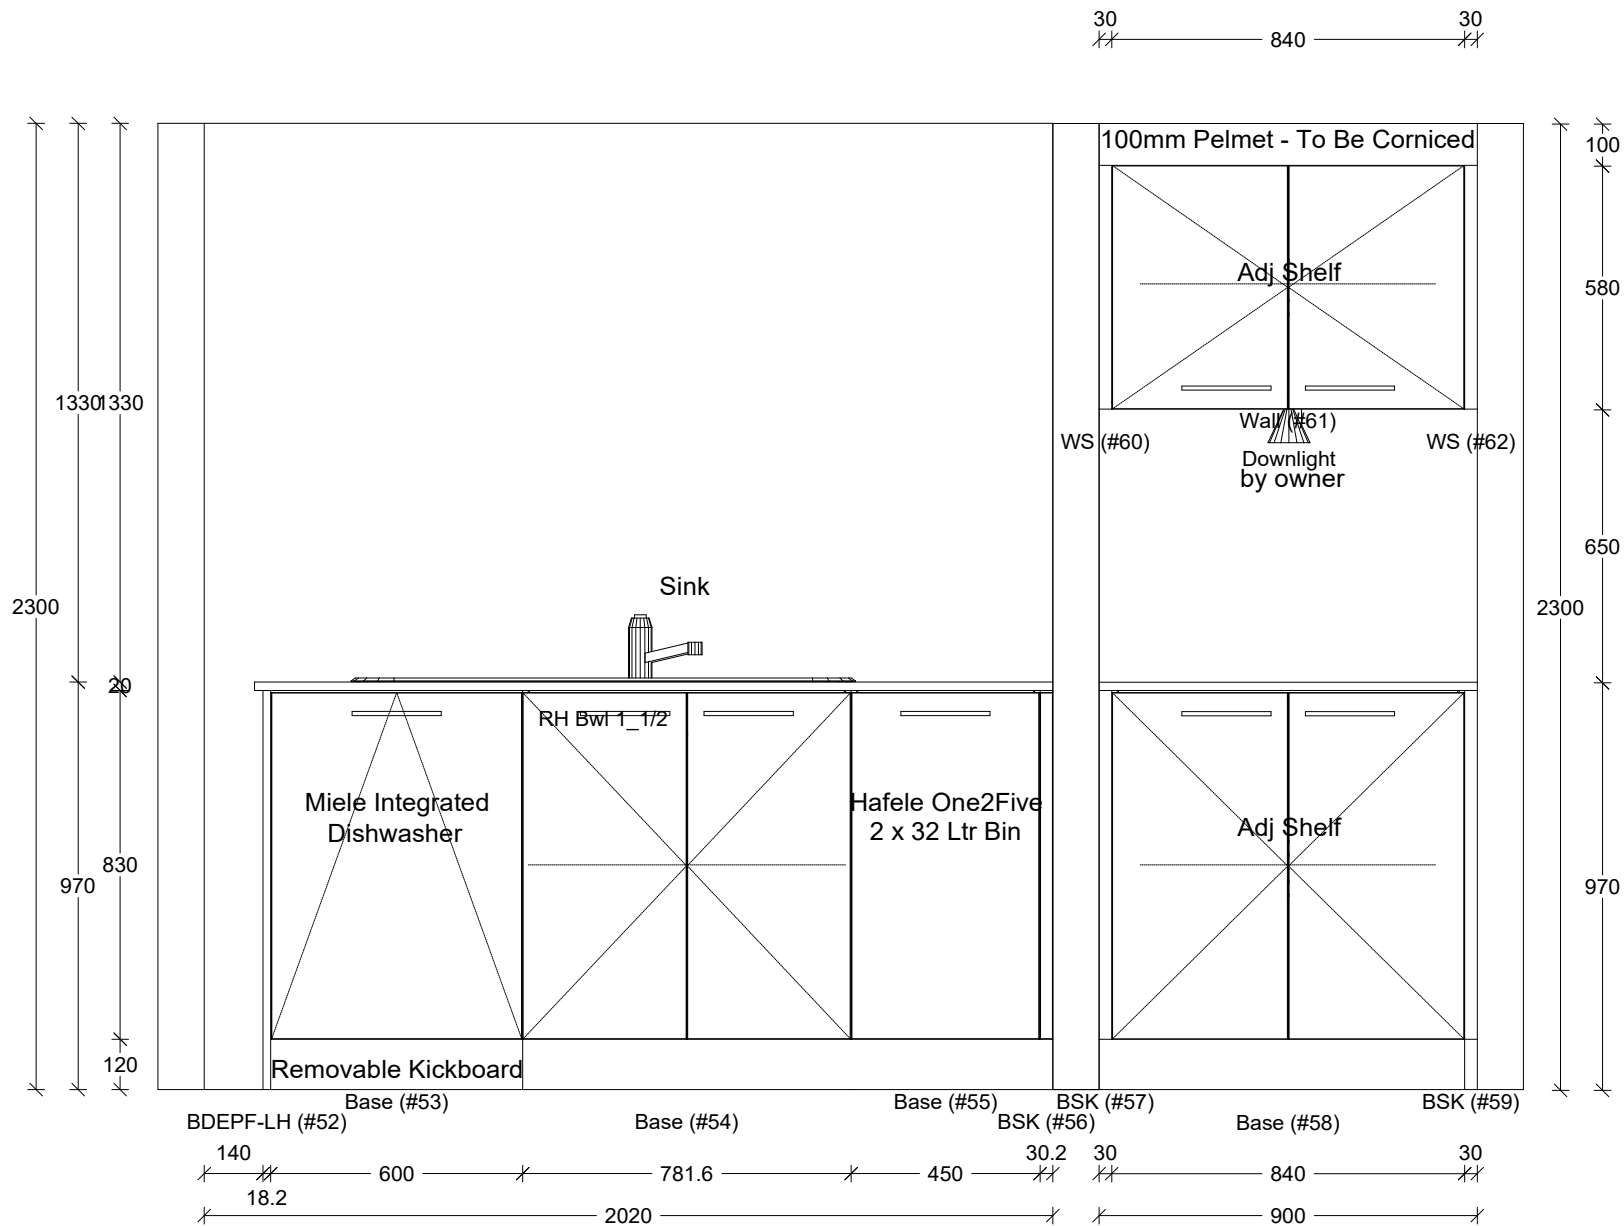 30
30
840
100mm Pelmet - To Be Corniced
100
Adj Shelf
580
1330
1330
Wall (#61)
WS (#60)
WS (#62)
Downlight
by owner
650
Sink
2300
2300
20
RH Bwl 1_1/2
Miele Integrated
Dishwasher
Hafele One2Five
2 x 32 Ltr Bin
Adj Shelf
830
970
970
120
Removable Kickboard
Base (#53)
Base (#55)
BSK (#57)
BSK (#59)
BDEPF-LH (#52)
Base (#54)
BSK (#56)
Base (#58)
140
30.2
30
30
600
781.6
450
840
18.2
2020
900